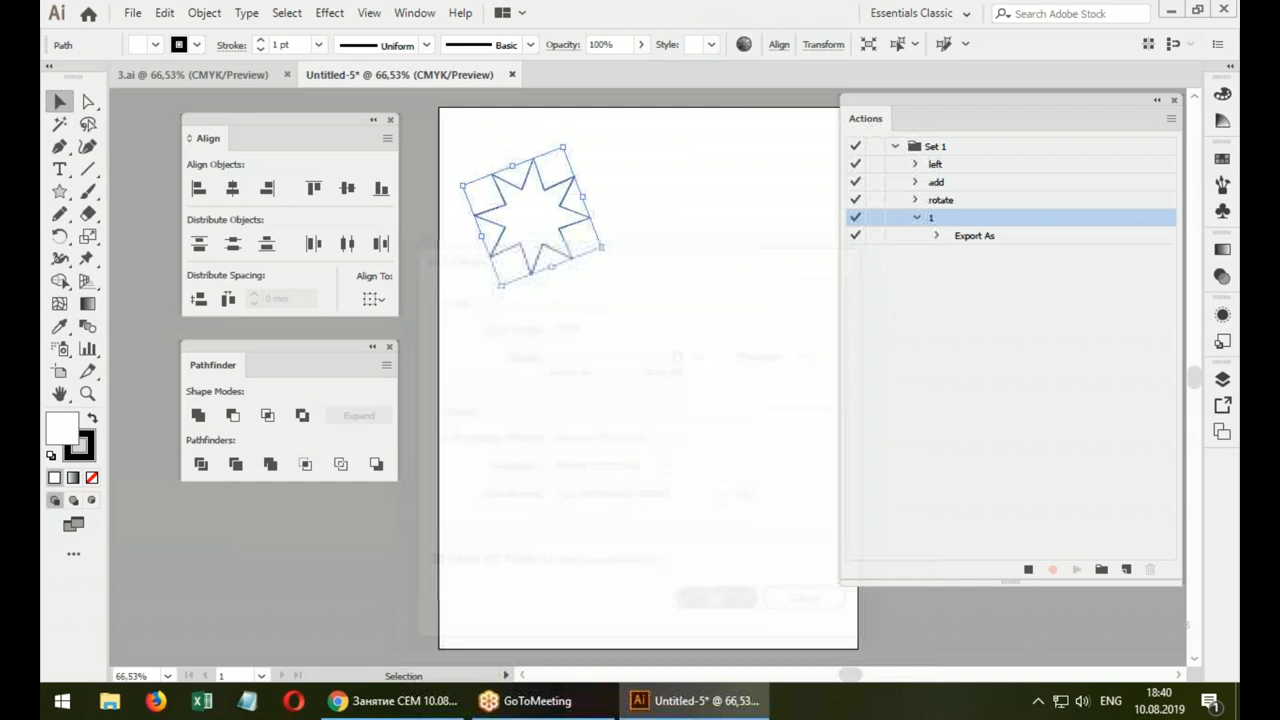 Ai File Edit Object Type Select Effect View Window Help Essentials Classic Search Adobe Stock
Path Stroke: 1 pt Uniform Basic Opacity: 100% Style: Align Transform
3.ai @ 66,53% (CMYK/Preview) Untitled-5* @ 66,53% (CMYK/Preview)
Align
Align Objects:
Distribute Objects:
Distribute Spacing: Align To:
0 mm
Pathfinder
Shape Modes:
Expand
Pathfinders:
Actions
Set 1
left
add
rotate
1
Export As
66,53% 1 Selection
Занятие СЕМ 10.08... GoToMeeting Ai Untitled-5* @ 66,53... ENG 18:40
10.08.2019
1